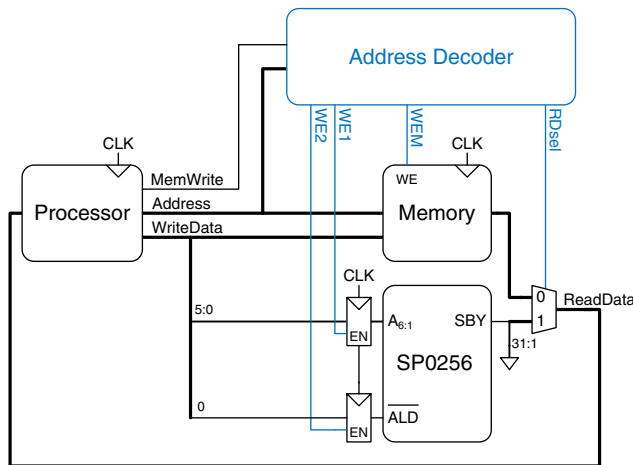 Address Decoder
WE2
WE1
WEM
RDsel
CLK
CLK
MemWrite
WE
Processor
Address
Memory
WriteData
CLK
0
ReadData
5:0
A6:1
SBY
1
31:1
EN
SP0256
0
ALD
EN